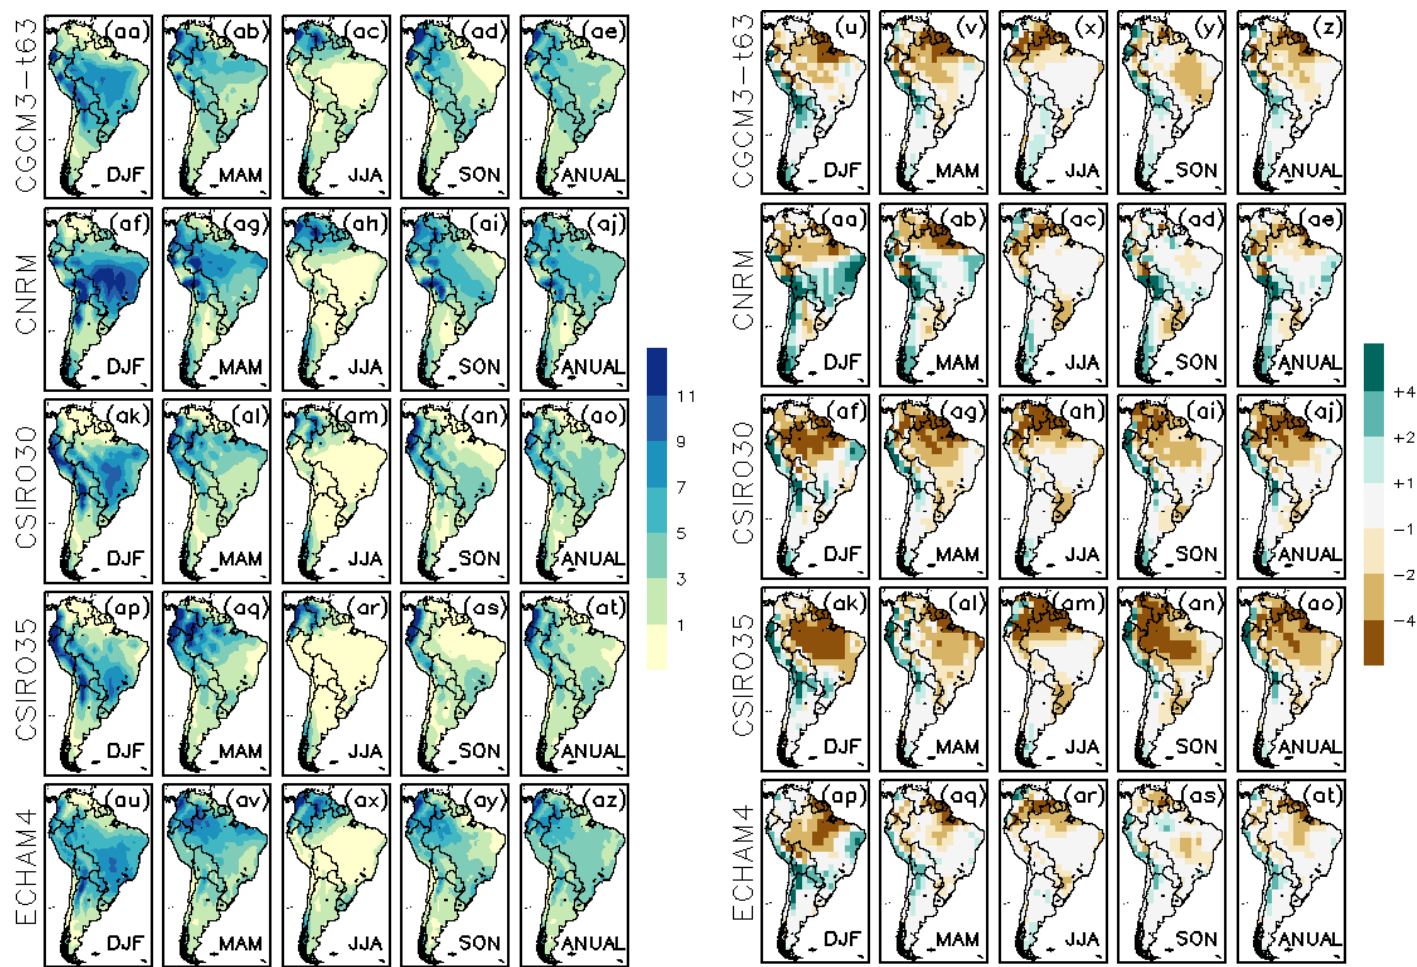 CGCM3-t63
(aa) DJF
(ab) MAM
(ac) JJA
(ad) SON
(ae) ANUAL
CNRM
(af) DJF
(ag) MAM
(ah) JJA
(ai) SON
(aj) ANUAL
CSIRO30
(ak) DJF
(al) MAM
(am) JJA
(an) SON
(ao) ANUAL
CSIRO35
(ap) DJF
(aq) MAM
(ar) JJA
(as) SON
(at) ANUAL
ECHAM4
(au) DJF
(av) MAM
(ax) JJA
(ay) SON
(az) ANUAL
11
9
7
5
3
1
CGCM3-t63
(u) DJF
(v) MAM
(x) JJA
(y) SON
(z) ANUAL
CNRM
(aa) DJF
(ab) MAM
(ac) JJA
(ad) SON
(ae) ANUAL
CSIRO30
(af) DJF
(ag) MAM
(ah) JJA
(ai) SON
(aj) ANUAL
CSIRO35
(ak) DJF
(al) MAM
(am) JJA
(an) SON
(ao) ANUAL
ECHAM4
(ap) DJF
(aq) MAM
(ar) JJA
(as) SON
(at) ANUAL
+4
+2
+1
-1
-2
-4